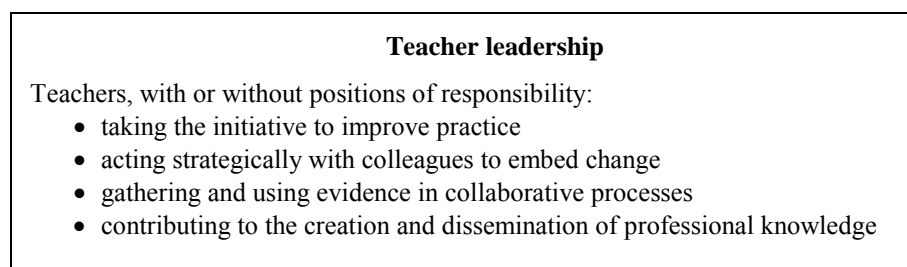 Teacher leadership
Teachers, with or without positions of responsibility:
• taking the initiative to improve practice
• acting strategically with colleagues to embed change
• gathering and using evidence in collaborative processes
• contributing to the creation and dissemination of professional knowledge